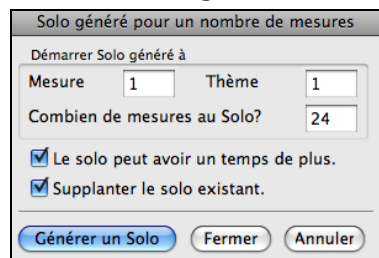 Solo généré pour un nombre de mesures
Démarrer Solo généré à
Mesure 1 Thème 1
Combien de mesures au Solo? 24
Le solo peut avoir un temps de plus.
Supplanter le solo existant.
Générer un Solo Fermer Annuler